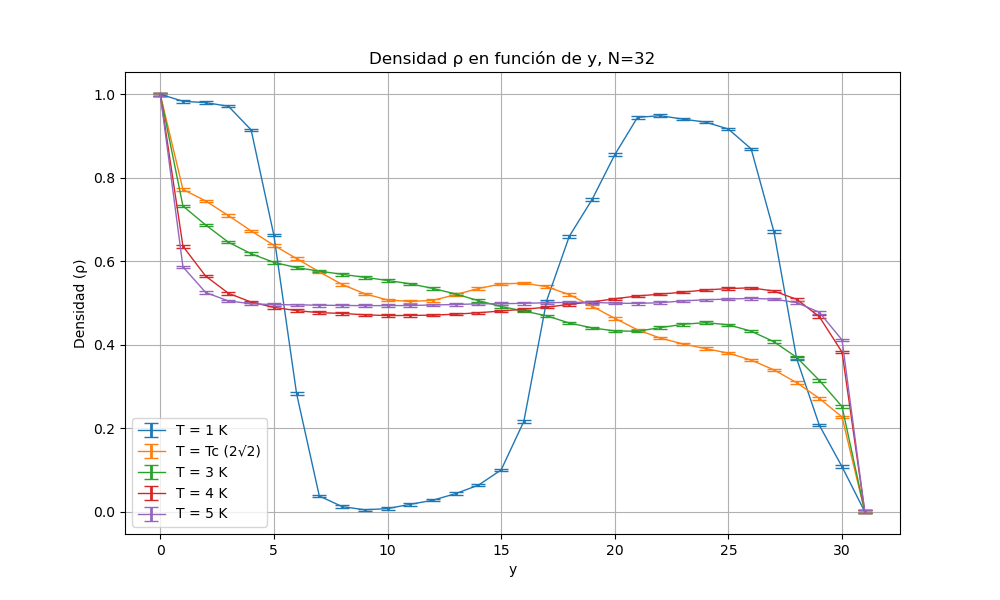 Densidad ρ en función de y, N=32
Densidad (ρ)
1.0
0.8
0.6
0.4
0.2
0.0
T = 1 K
T = Tc (2√2)
T = 3 K
T = 4 K
T = 5 K
0 5 10 15 20 25 30
y